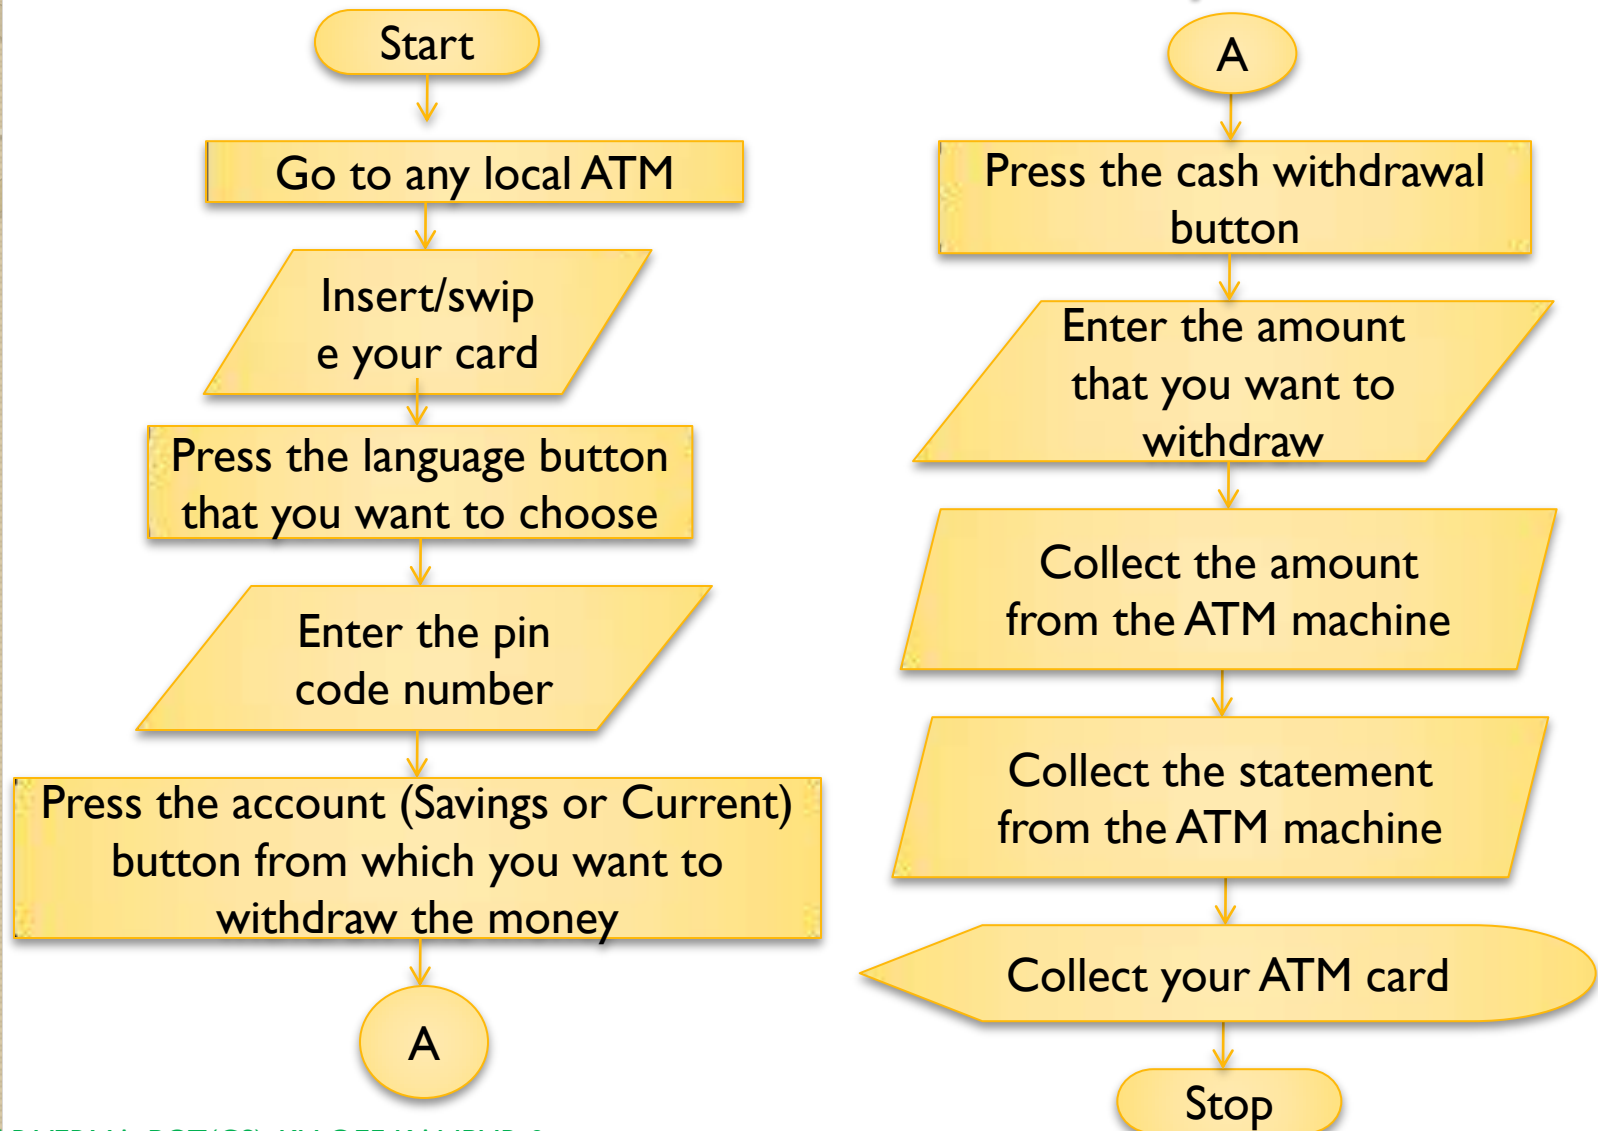 Start
Go to any local ATM
Insert/swip
e your card
Press the language button
that you want to choose
Enter the pin
code number
Press the account (Savings or Current)
button from which you want to
withdraw the money
A
A
Press the cash withdrawal
button
Enter the amount
that you want to
withdraw
Collect the amount
from the ATM machine
Collect the statement
from the ATM machine
Collect your ATM card
Stop